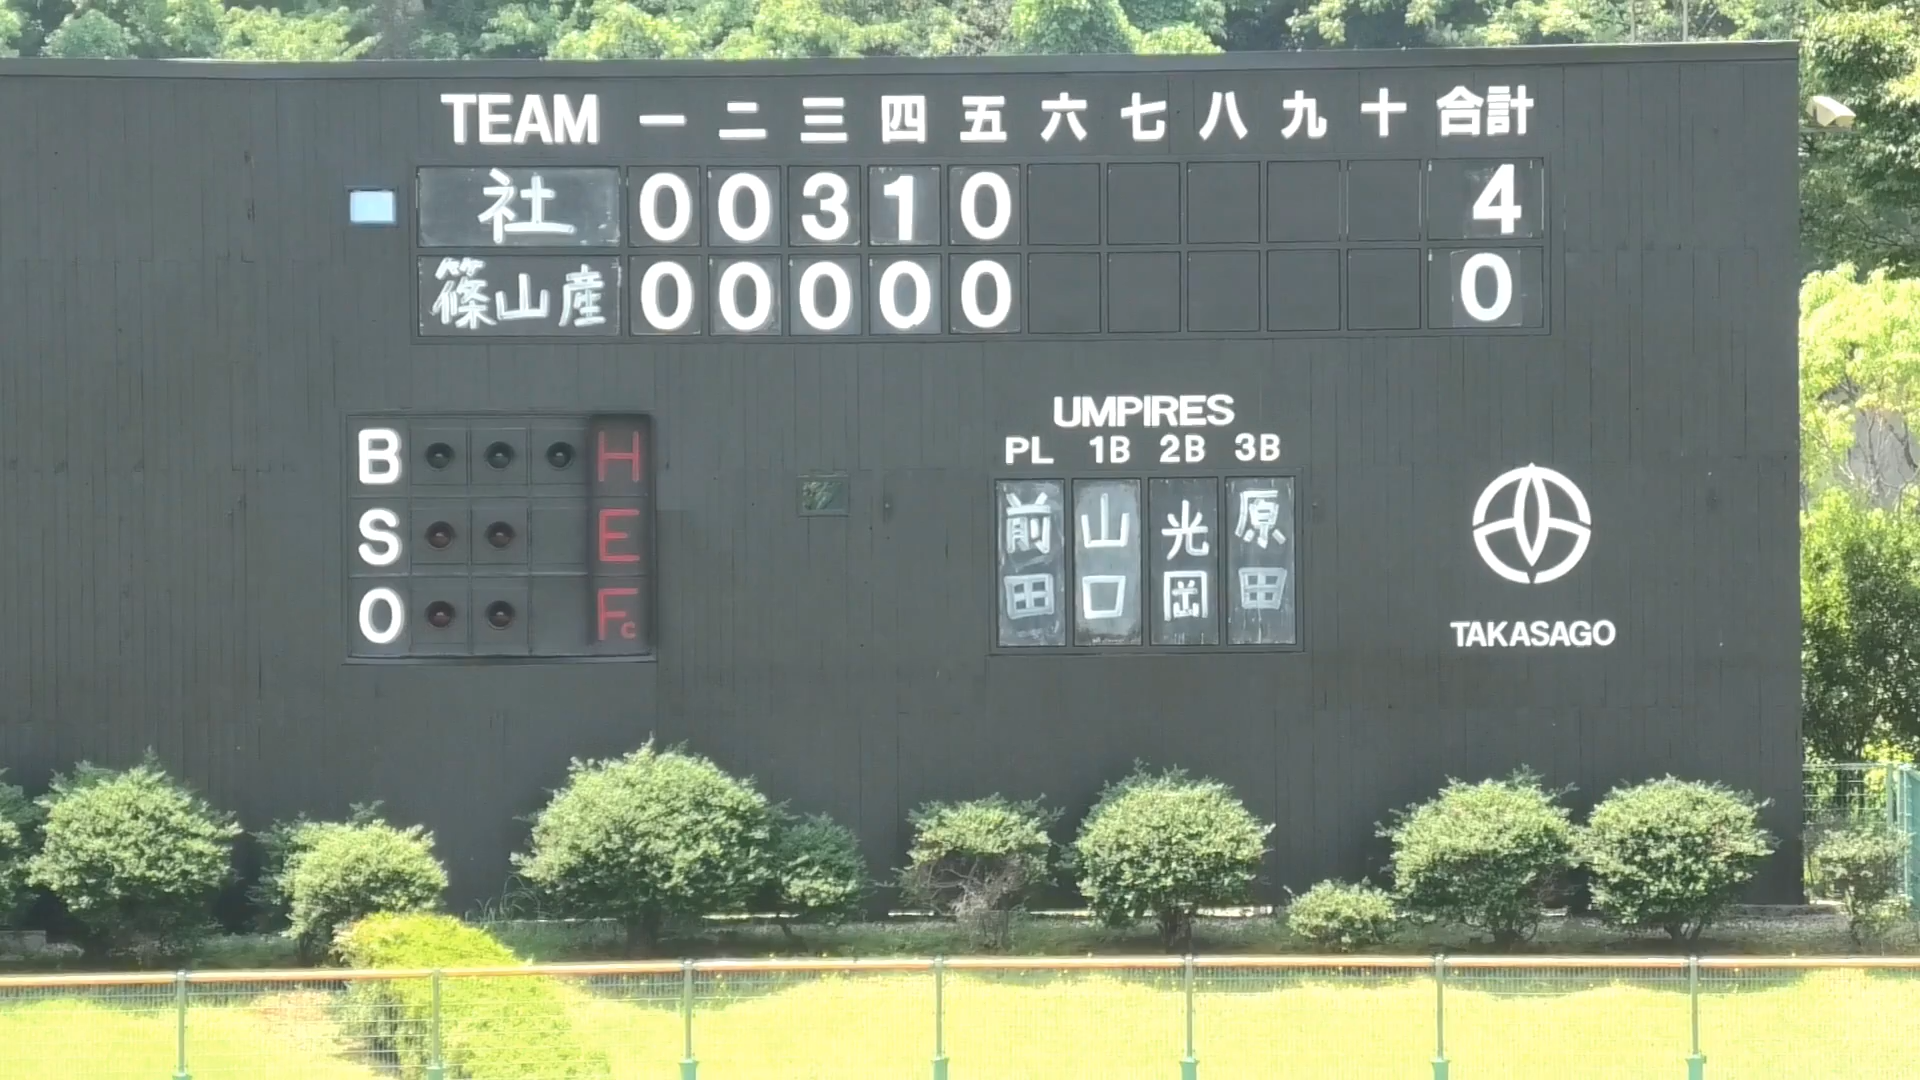 TEAM 一 二 三 四 五 六 七 八 九 十 合計
社 0 0 3 1 0 4
篠山産 0 0 0 0 0 0
UMPIRES
PL 1B 2B 3B
前田 山口 光岡 原田
B H
S E
O Fc
TAKASAGO